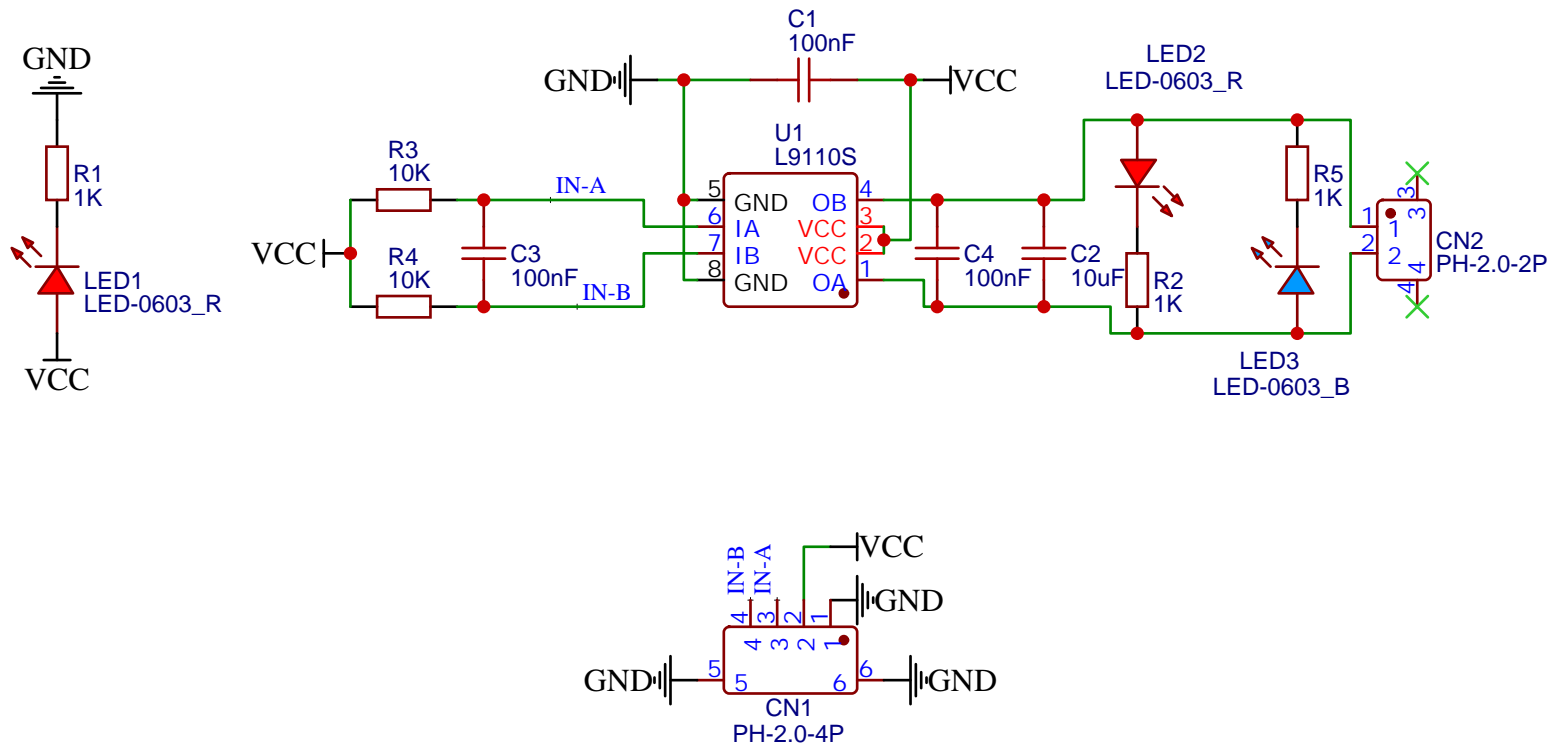 GND
R1
1K
LED1
LED-0603_R
VCC
C1
100nF
GND
VCC
U1
L9110S
R3
10K
IN-A
VCC
R4
10K
IN-B
C3
100nF
5 GND OB 4
6 IA VCC 3
7 IB VCC 2
8 GND OA 1
C4
100nF
C2
10uF
LED2
LED-0603_R
R2
1K
R5
1K
LED3
LED-0603_B
3 3
1 1
2 2
4 4
CN2
PH-2.0-2P
VCC
GND
IN-B
IN-A
4 3 2 1
4 3 2 1
GND
5 5
6 6
GND
CN1
PH-2.0-4P